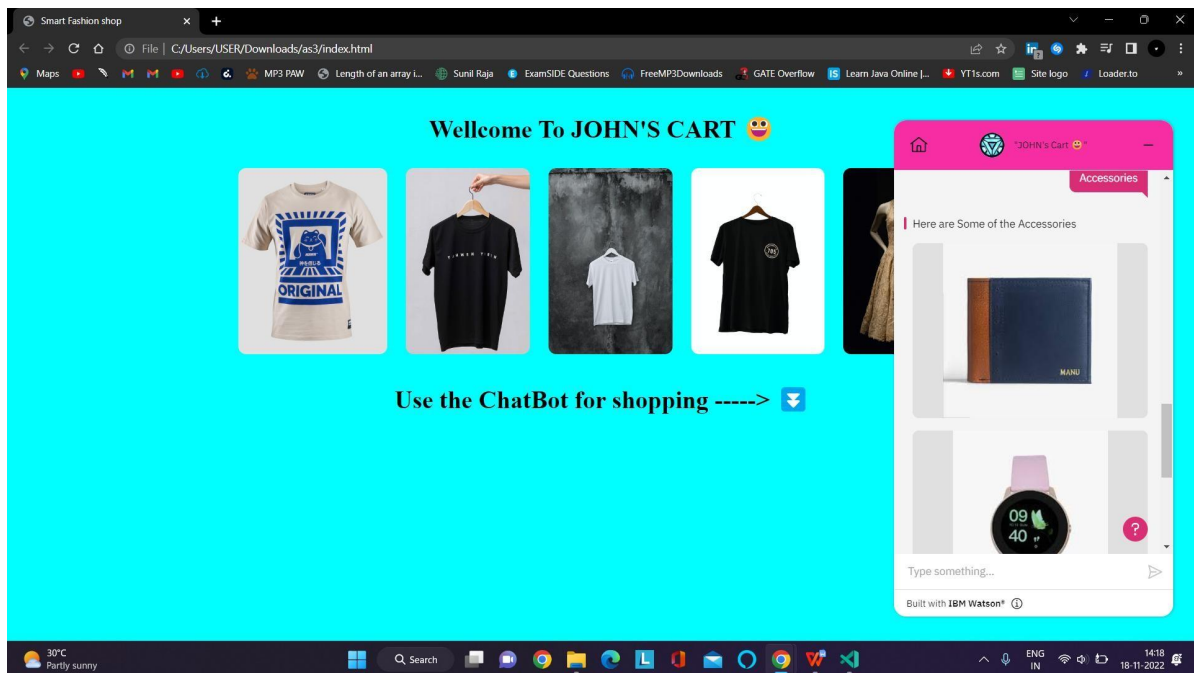 Smart Fashion shop
File | C:/Users/USER/Downloads/as3/index.html
Maps
MP3 PAW
Length of an array i...
Sunil Raja
ExamSIDE Questions
FreeMP3Downloads
GATE Overflow
Learn Java Online |...
YT1s.com
Site logo
Loader.to
»
Wellcome To JOHN'S CART 😀
"JOHN's Cart 😀"
Accessories
Here are Some of the Accessories
ORIGINAL
705
MANU
09
40
Use the ChatBot for shopping -----> ⏬
?
Type something...
Built with IBM Watson®
30°C
Partly sunny
Search
ENG
IN
14:18
18-11-2022